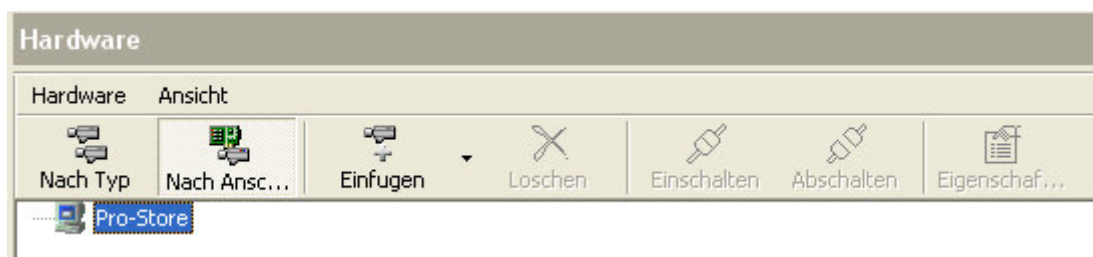 Hardware
Hardware Ansicht
Nach Typ Nach Ansc... Einfugen Loschen Einschalten Abschalten Eigenschaf...
Pro-Store